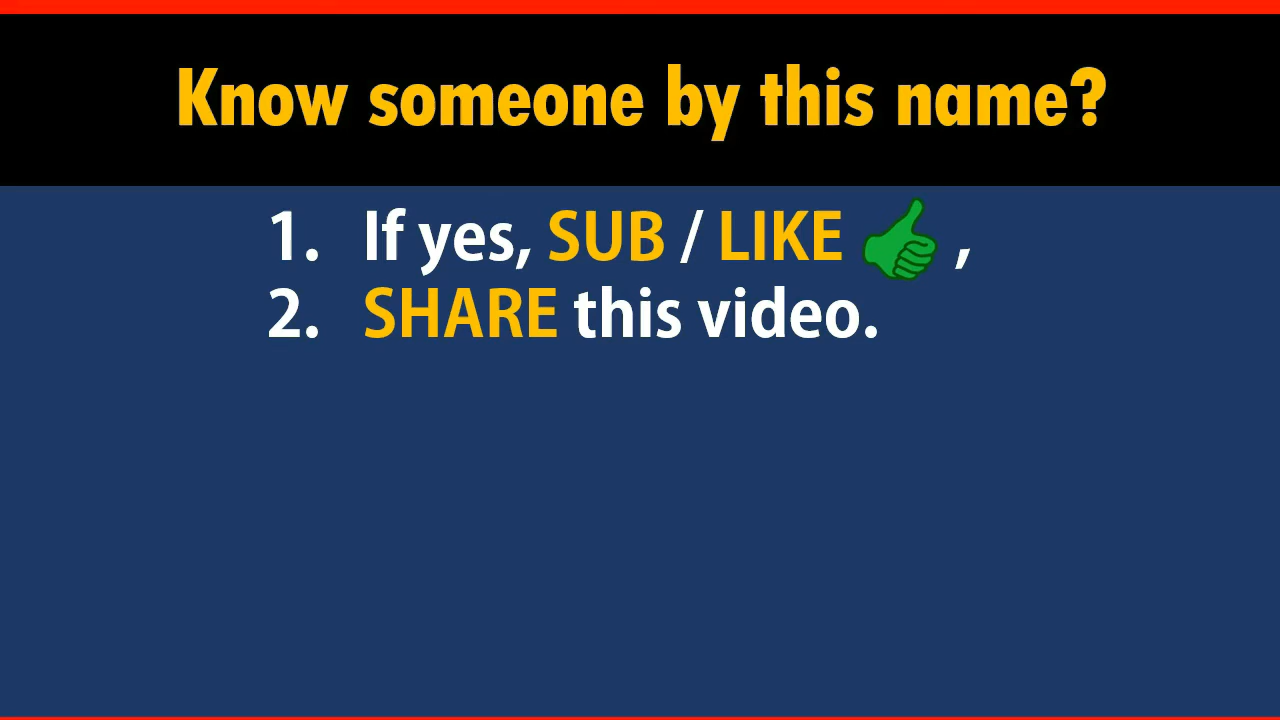 Know someone by this name?
1. If yes, SUB / LIKE ,
2. SHARE this video.